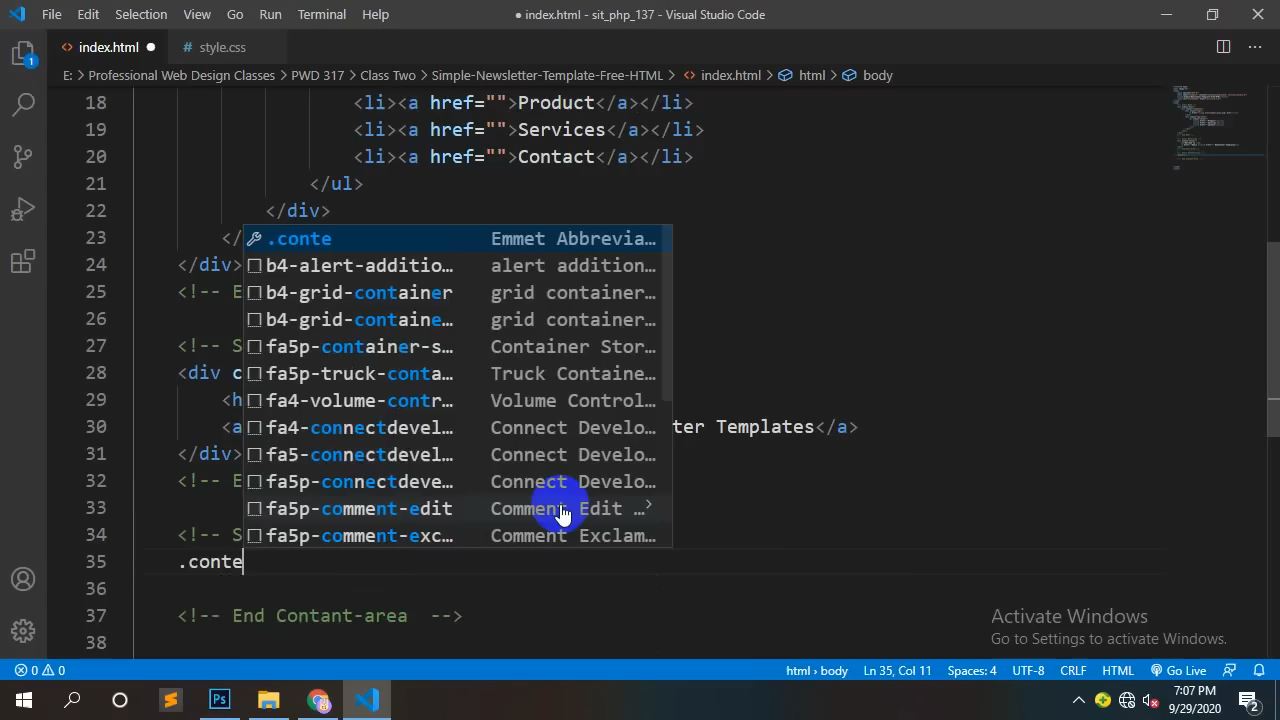 File Edit Selection View Go Run Terminal Help ● index.html - sit_php_137 - Visual Studio Code
<> index.html ● # style.css ...
E: > Professional Web Design Classes > PWD 317 > Class Two > Simple-Newsletter-Template-Free-HTML > <> index.html > html > body
18 <li><a href="">Product</a></li>
19 <li><a href="">Services</a></li>
20 <li><a href="">Contact</a></li>
21 </ul>
22 </div>
23 </
24 </div>
25 <!-- E
26
27 <!-- S
28 <div c
29 <h
30 <a ter Templates</a>
31 </div>
32 <!-- E
33
34 <!-- S
35 .conte
36
37 <!-- End Contant-area -->
38
.conte Emmet Abbrevia…
b4-alert-additio… alert addition…
b4-grid-container grid container…
b4-grid-containe… grid container…
fa5p-container-s… Container Stor…
fa5p-truck-conta… Truck Containe…
fa4-volume-contr… Volume Control…
fa4-connectdevel… Connect Develo…
fa5-connectdevel… Connect Develo…
fa5p-connectdeve… Connect Develo…
fa5p-comment-edit Comment Edit … >
fa5p-comment-exc… Comment Exclam…
Activate Windows
Go to Settings to activate Windows.
0 0 html › body Ln 35, Col 11 Spaces: 4 UTF-8 CRLF HTML Go Live
1
Ps
7:07 PM
9/29/2020
2